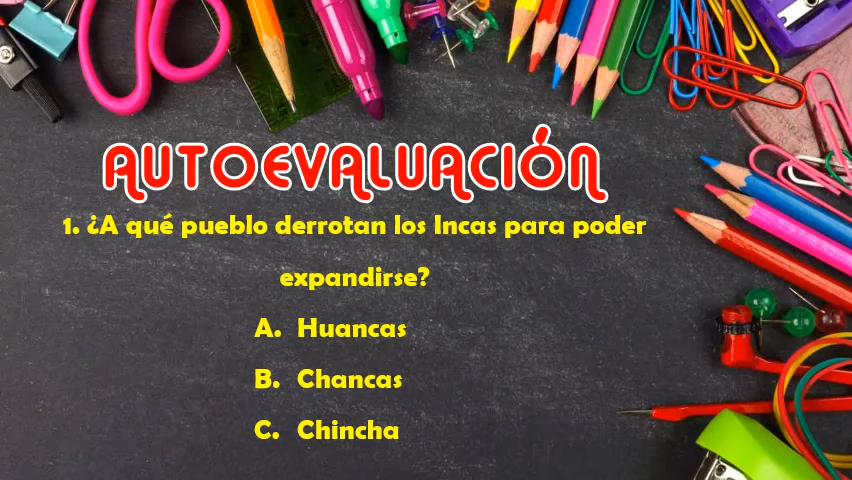 AUTOEVALUACIÓN
1. ¿A qué pueblo derrotan los Incas para poder
expandirse?
A. Huancas
B. Chancas
C. Chincha